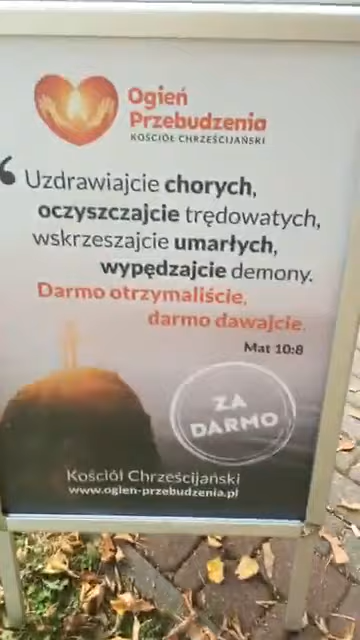 Ogień
Przebudzenia
KOŚCIÓŁ CHRZEŚCIJAŃSKI
“Uzdrawiajcie chorych,
oczyszczajcie trędowatych,
wskrzeszajcie umarłych,
wypędzajcie demony.
Darmo otrzymaliście,
darmo dawajcie.
Mat 10:8
ZA
DARMO
Kościół Chrześcijański
www.ogien-przebudzenia.pl